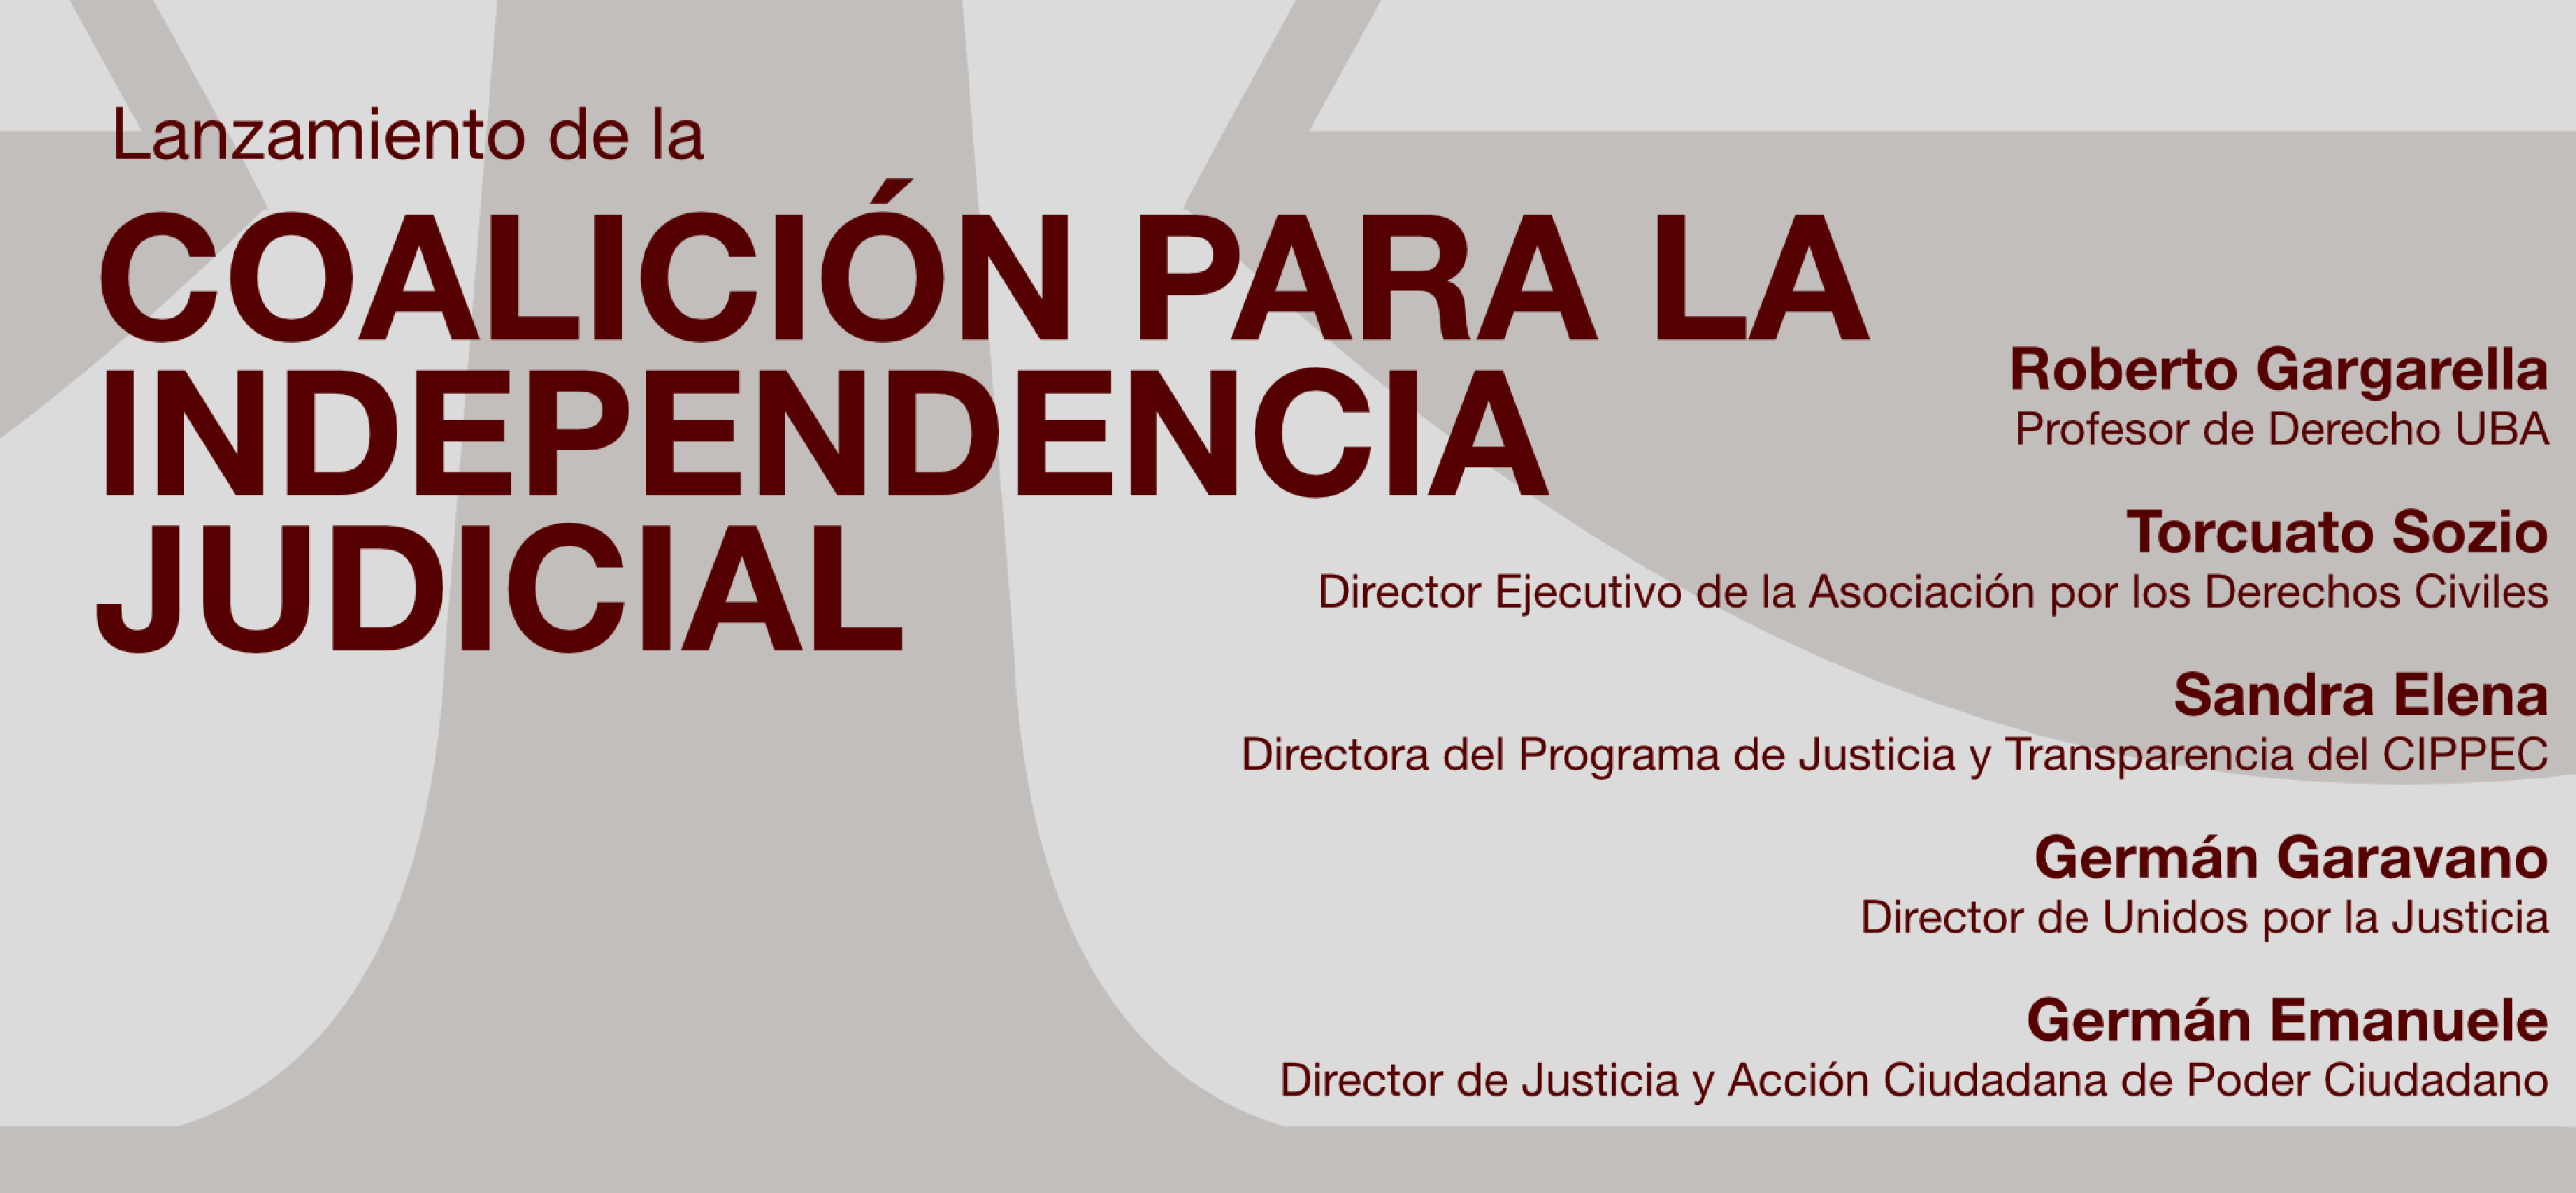 Lanzamiento de la
COALICIÓN PARA LA
INDEPENDENCIA
JUDICIAL
Roberto Gargarella
Profesor de Derecho UBA
Torcuato Sozio
Director Ejecutivo de la Asociación por los Derechos Civiles
Sandra Elena
Directora del Programa de Justicia y Transparencia del CIPPEC
Germán Garavano
Director de Unidos por la Justicia
Germán Emanuele
Director de Justicia y Acción Ciudadana de Poder Ciudadano